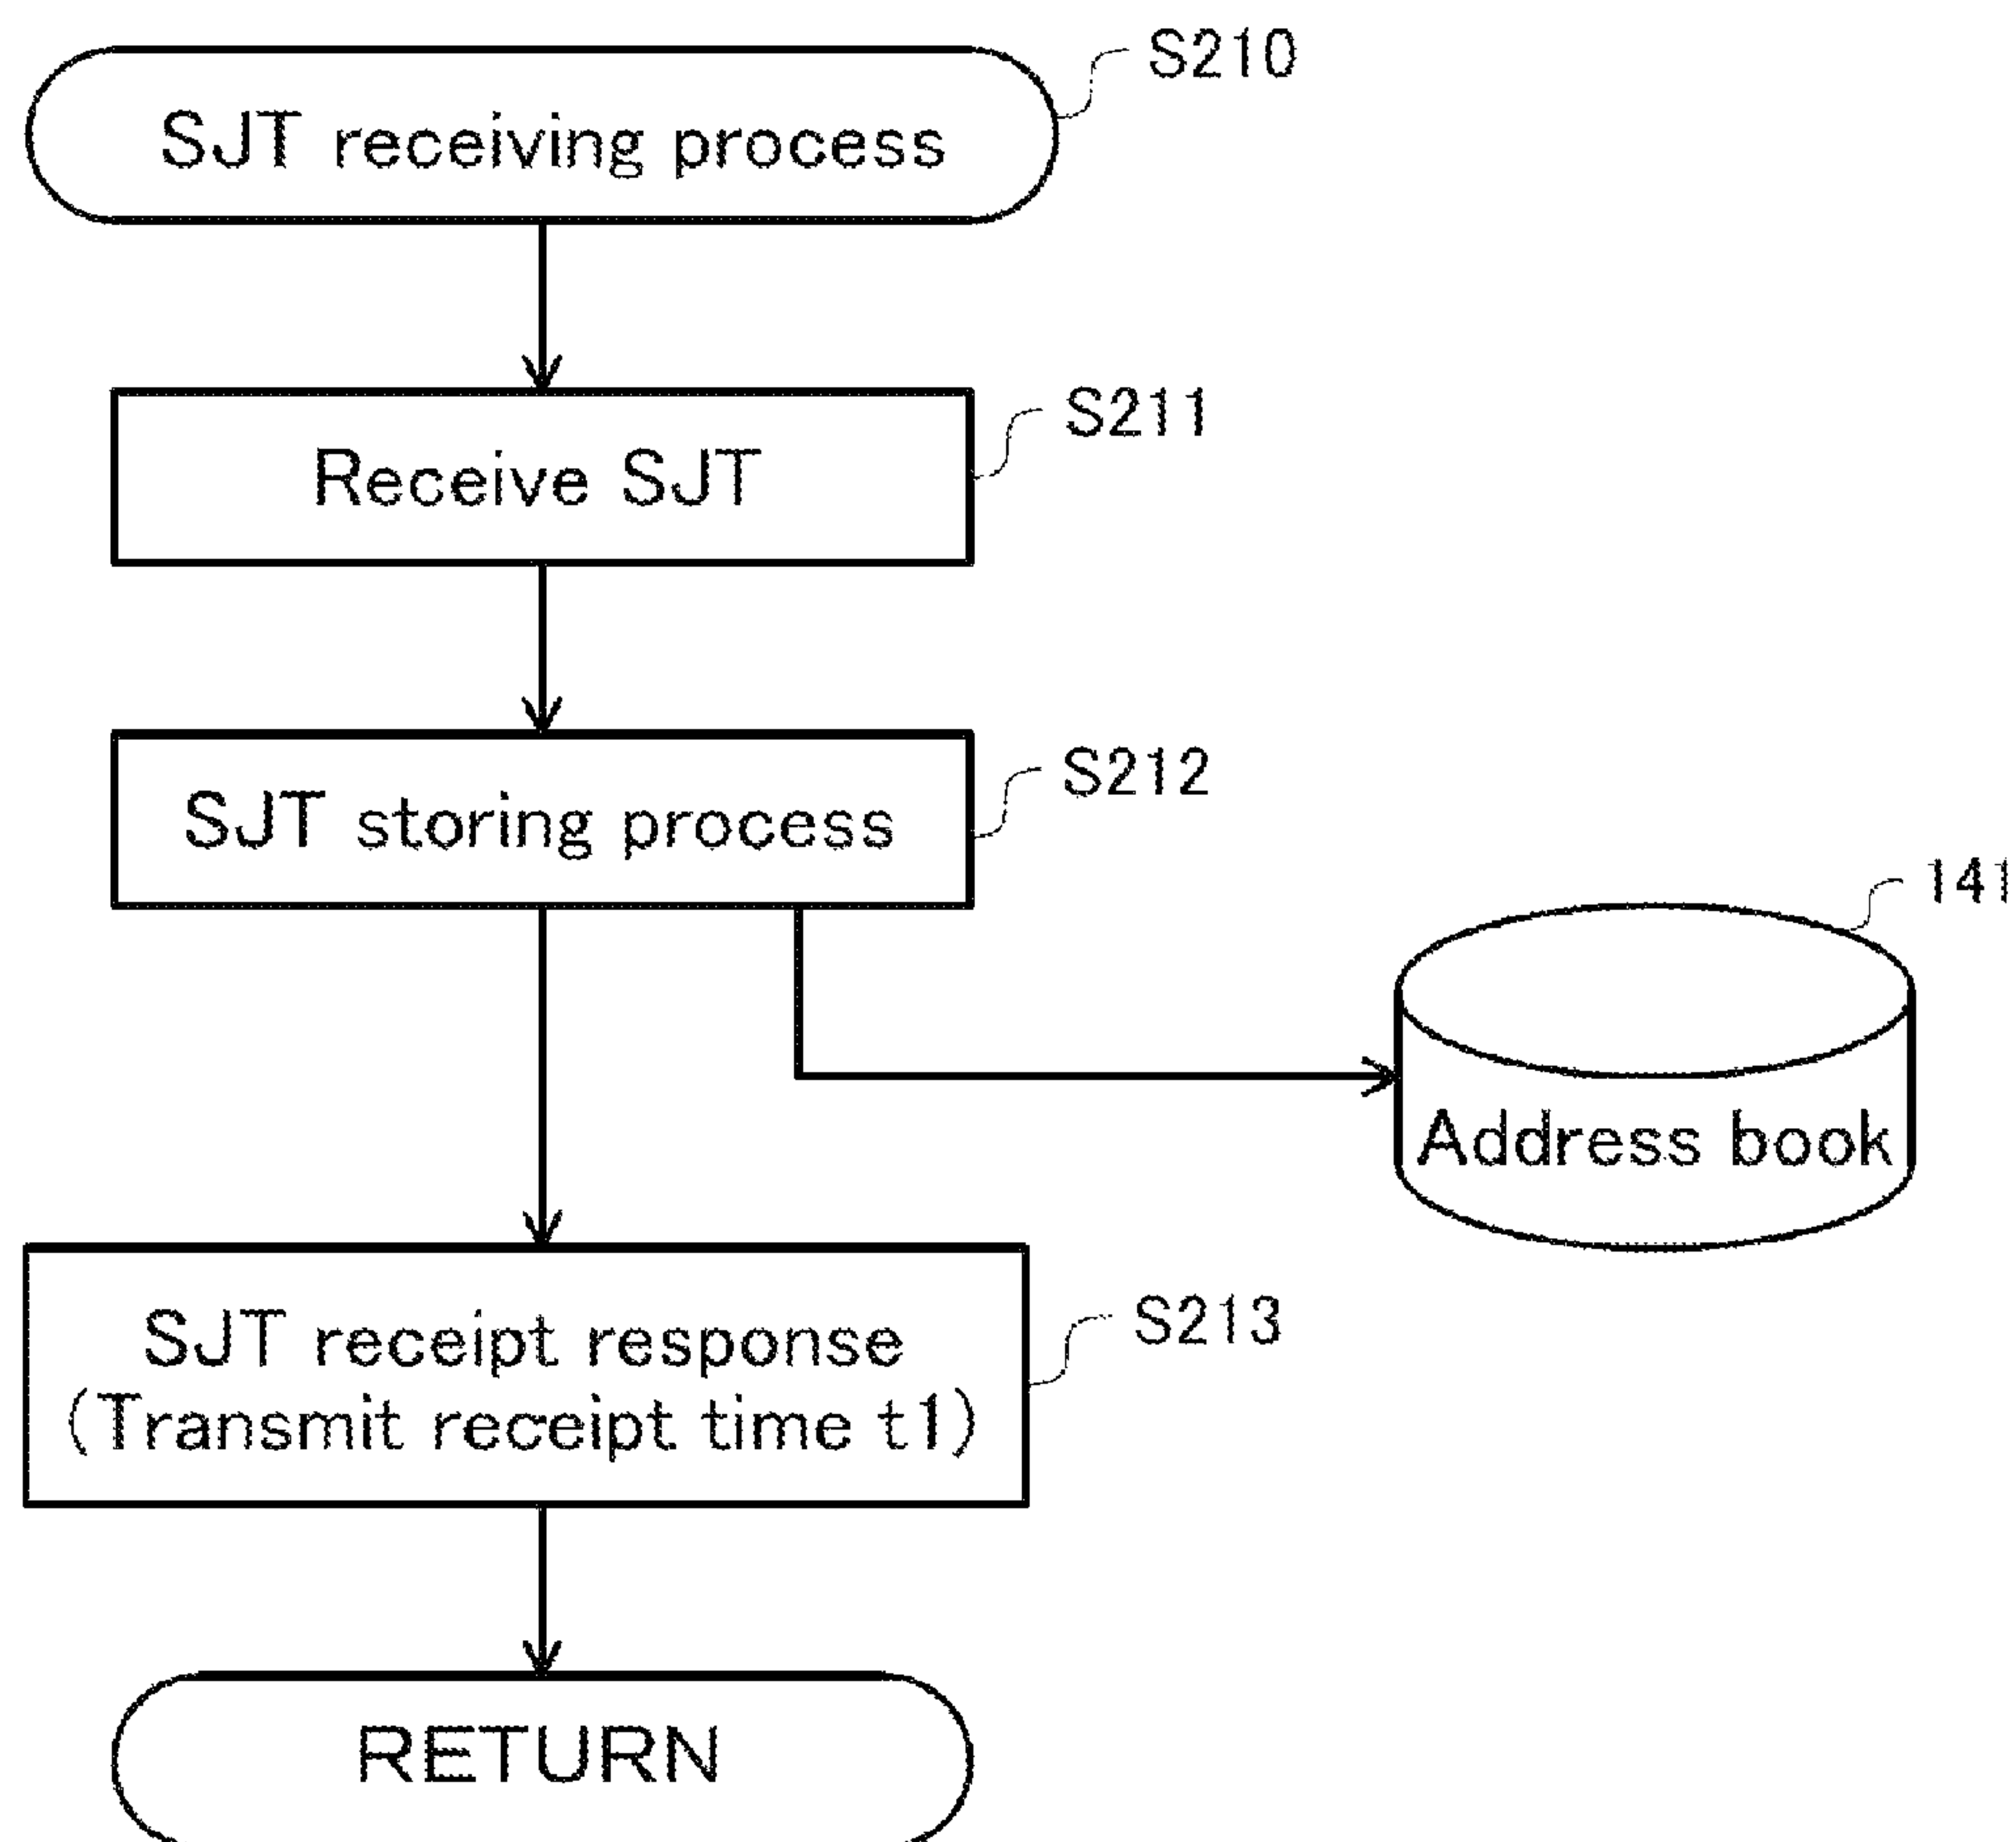 S210
SJT receiving process
S211
Receive SJT
S212
SJT storing process
141
Address book
S213
SJT receipt response
(Transmit receipt time t1)
RETURN